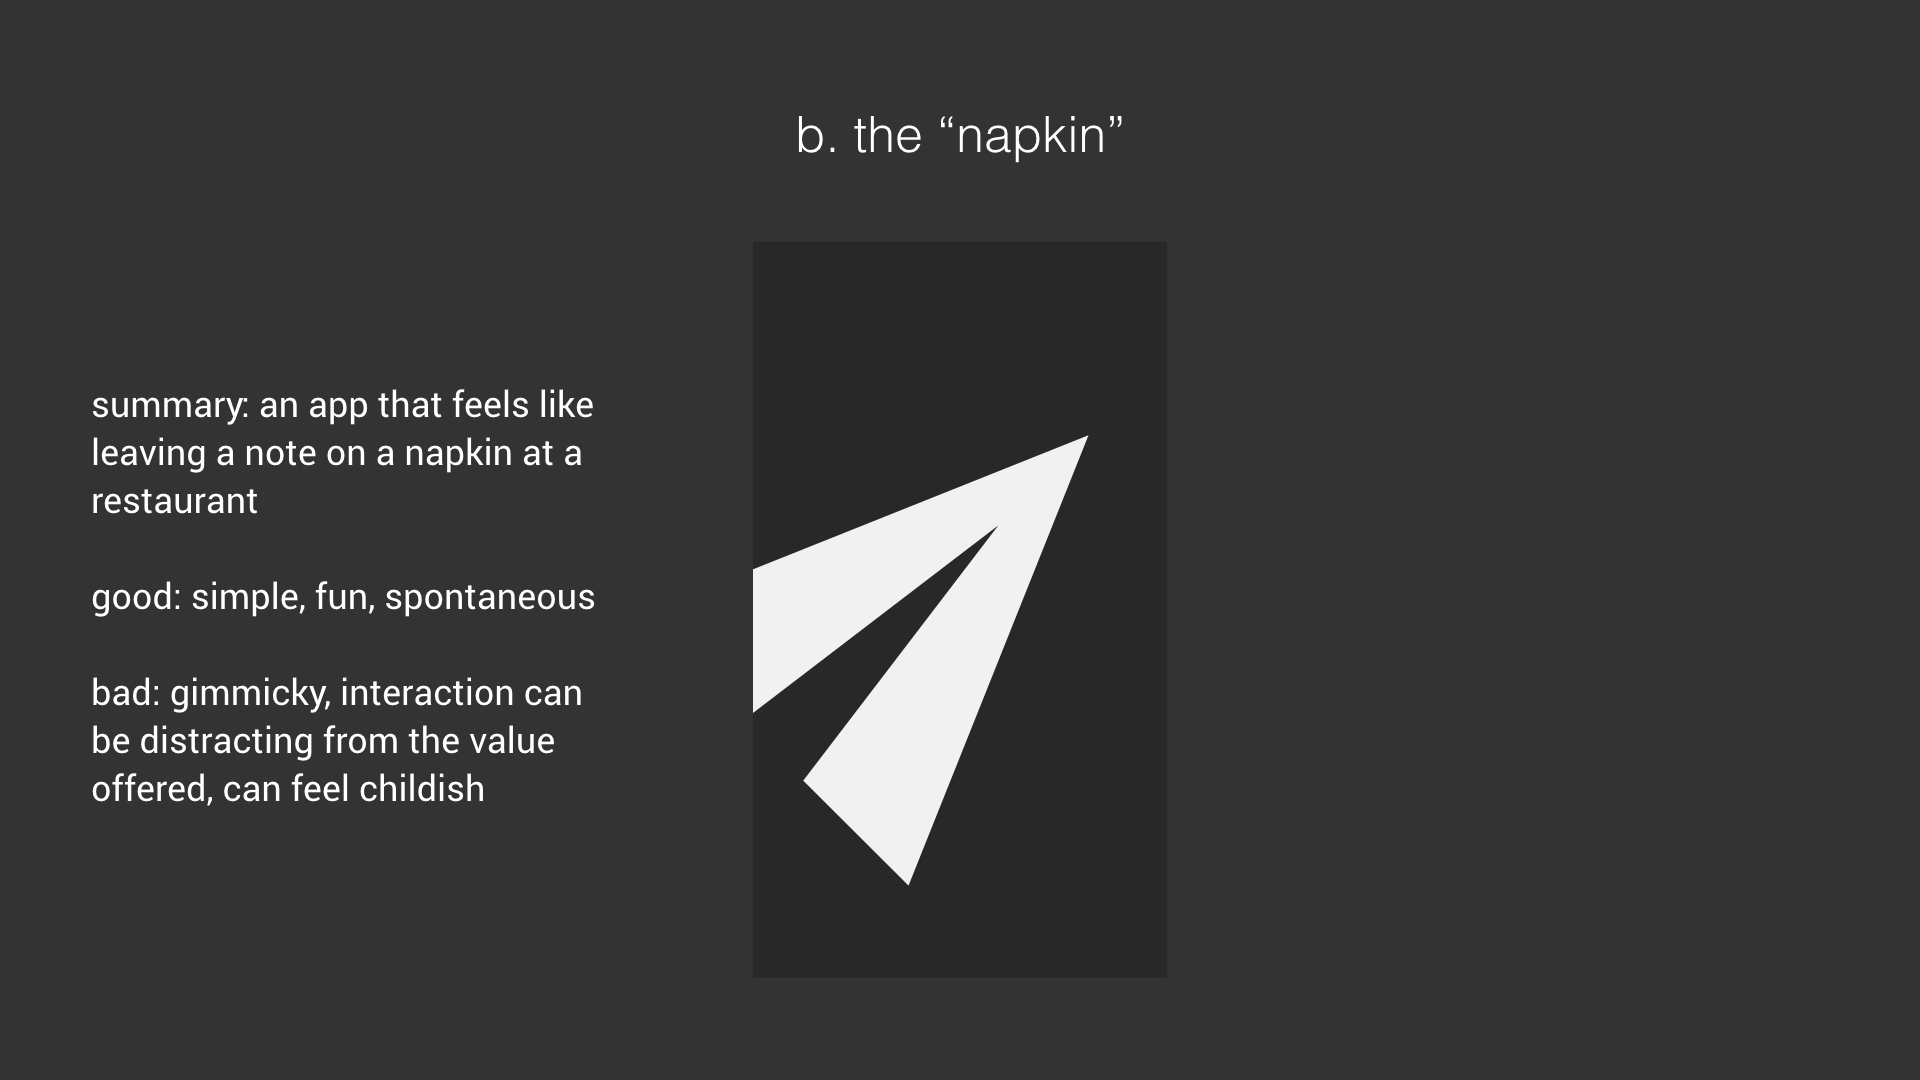 b. the “napkin”
summary: an app that feels like
leaving a note on a napkin at a
restaurant
good: simple, fun, spontaneous
bad: gimmicky, interaction can
be distracting from the value
offered, can feel childish